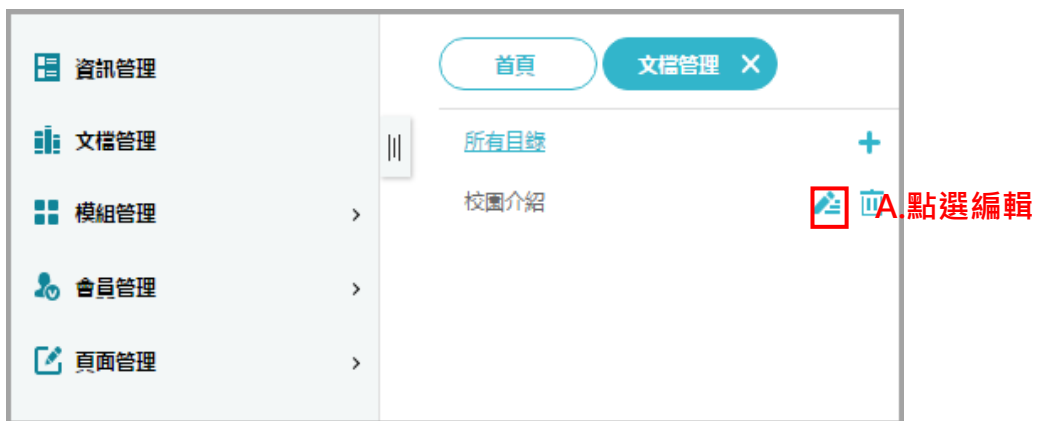 資訊管理
文檔管理
模組管理
會員管理
頁面管理
首頁
文檔管理
所有目錄
校園介紹
A.點選編輯